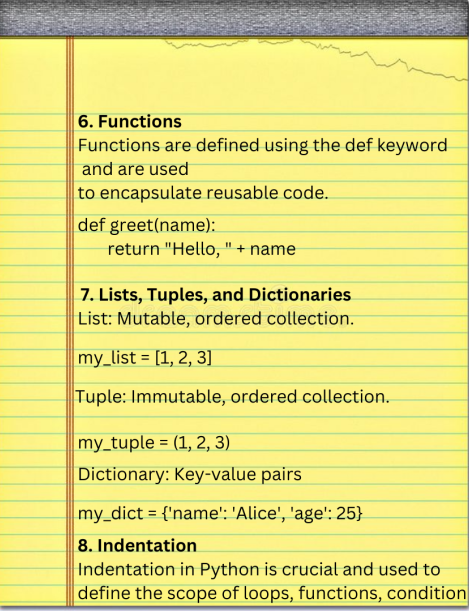 6. Functions
Functions are defined using the def keyword
and are used
to encapsulate reusable code.
def greet(name):
return "Hello, " + name
7. Lists, Tuples, and Dictionaries
List: Mutable, ordered collection.
my_list = [1, 2, 3]
Tuple: Immutable, ordered collection.
my_tuple = (1, 2, 3)
Dictionary: Key-value pairs
my_dict = {'name': 'Alice', 'age': 25}
8. Indentation
Indentation in Python is crucial and used to
define the scope of loops, functions, condition